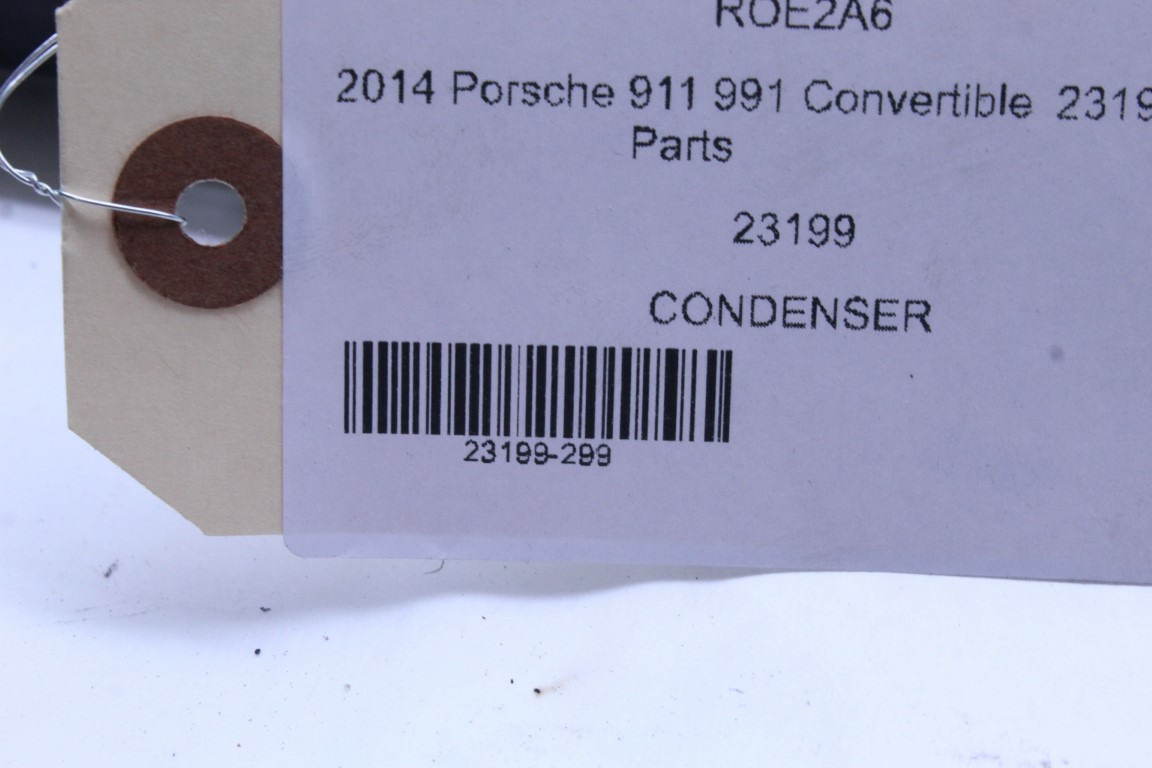 ROE2A6
2014 Porsche 911 991 Convertible 2319
Parts
23199
CONDENSER
23199-299